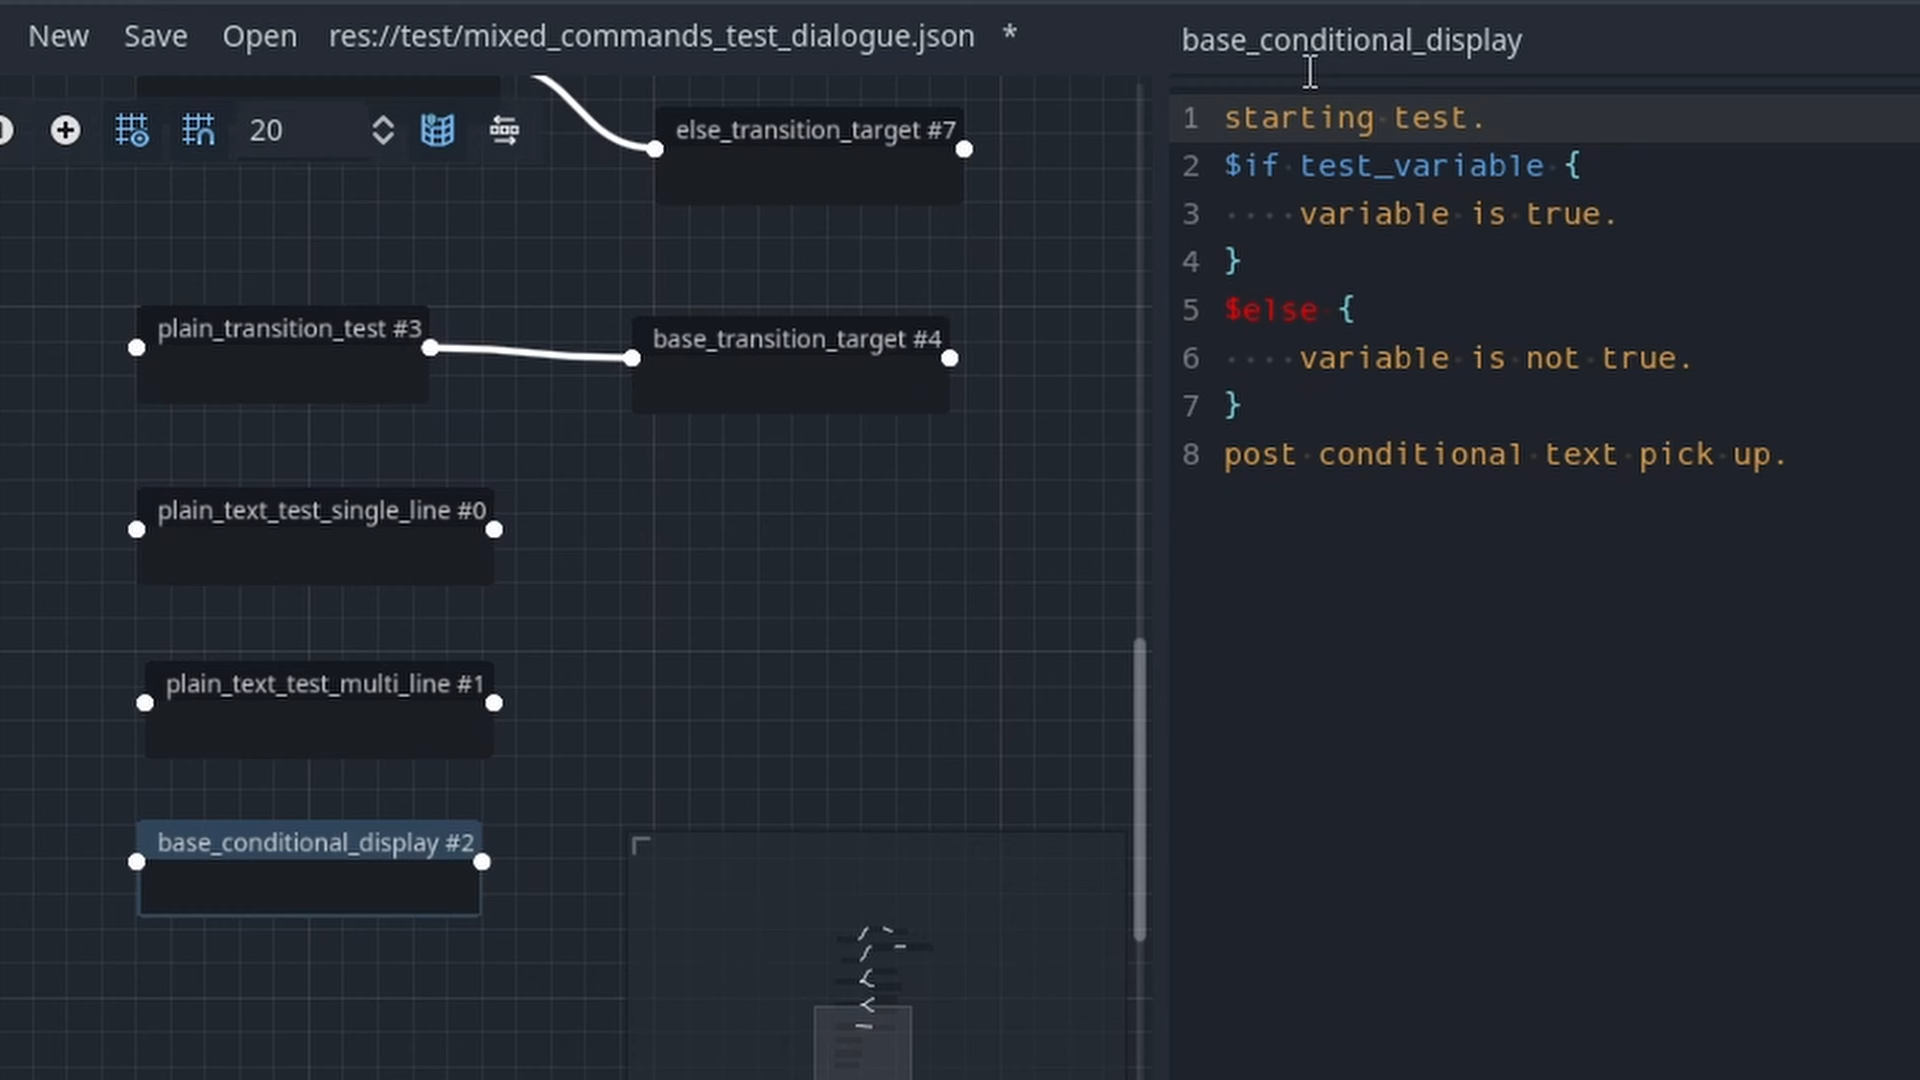 New Save Open res://test/mixed_commands_test_dialogue.json *
20
else_transition_target #7
plain_transition_test #3
base_transition_target #4
plain_text_test_single_line #0
plain_text_test_multi_line #1
base_conditional_display #2
base_conditional_display
1 starting test.
2 $if test_variable {
3 variable is true.
4 }
5 $else {
6 variable is not true.
7 }
8 post conditional text pick up.